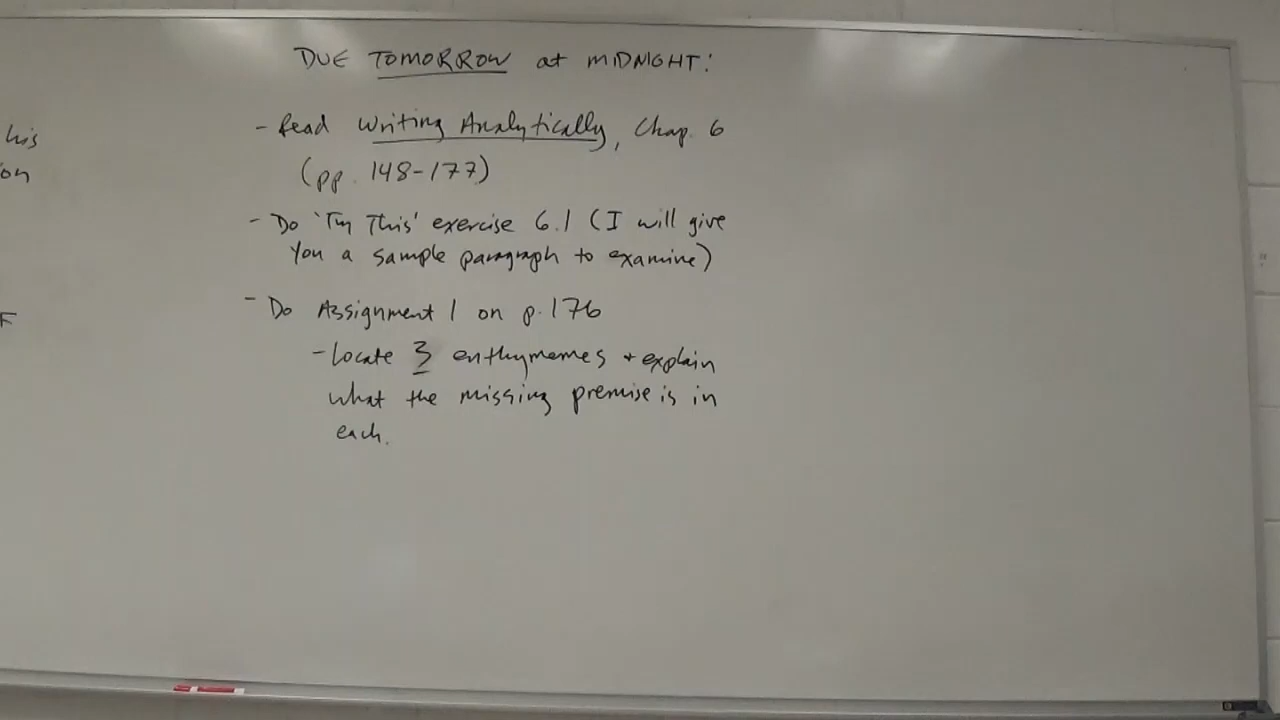 DUE TOMORROW at MIDNIGHT:
- Read Writing Analytically, Chap. 6
(pp. 148-177)
- Do 'Try This' exercise 6.1 (I will give
you a sample paragraph to examine)
- Do Assignment 1 on p. 176
- Locate 3 enthymemes + explain
what the missing premise is in
each.
his
on
F